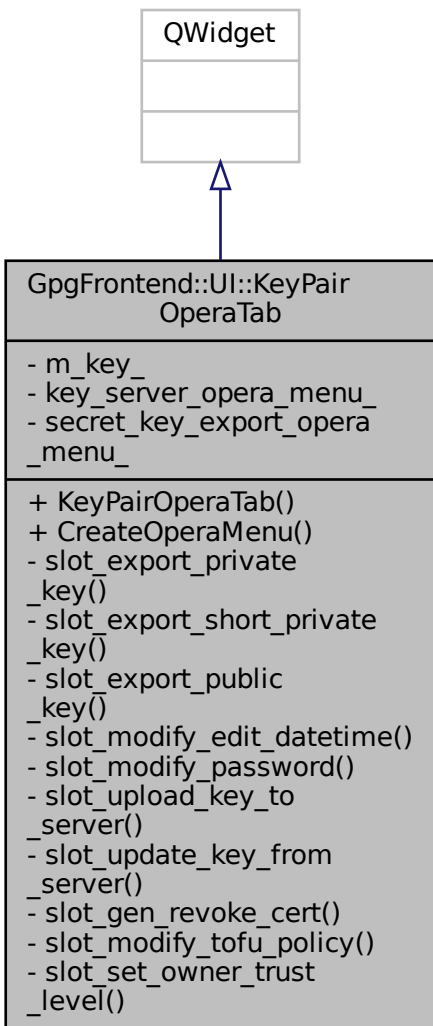 QWidget
GpgFrontend::UI::KeyPair
OperaTab
- m_key_
- key_server_opera_menu_
- secret_key_export_opera
_menu_
+ KeyPairOperaTab()
+ CreateOperaMenu()
- slot_export_private
_key()
- slot_export_short_private
_key()
- slot_export_public
_key()
- slot_modify_edit_datetime()
- slot_modify_password()
- slot_upload_key_to
_server()
- slot_update_key_from
_server()
- slot_gen_revoke_cert()
- slot_modify_tofu_policy()
- slot_set_owner_trust
_level()